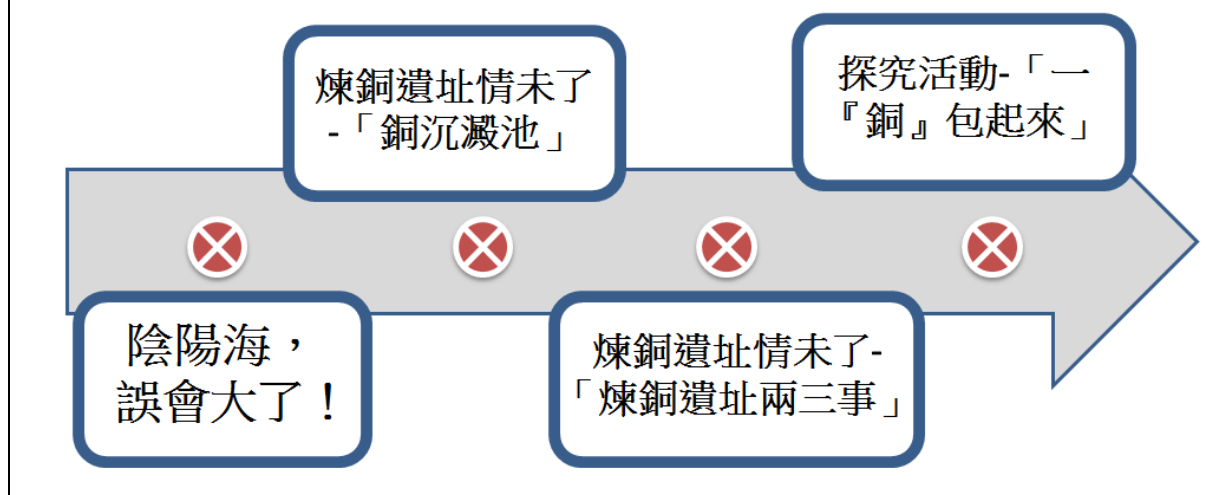 陰陽海，
誤會大了！
煉銅遺址情未了
-「銅沉澱池」
煉銅遺址情未了-
「煉銅遺址兩三事」
探究活動-「一
『銅』包起來」